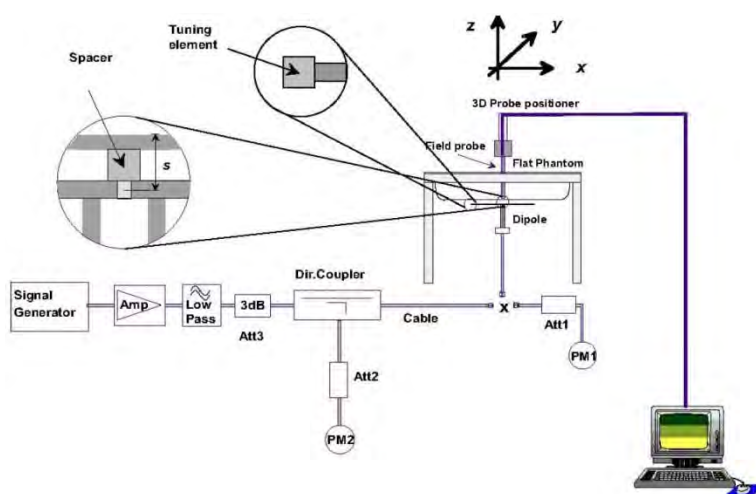 Tuning
element
Spacer
s
z
y
x
3D Probe positioner
Field probe
Flat Phantom
Dipole
Signal
Generator
Amp
Low
Pass
3dB
Att3
Dir.Coupler
Cable
x
Att1
PM1
Att2
PM2